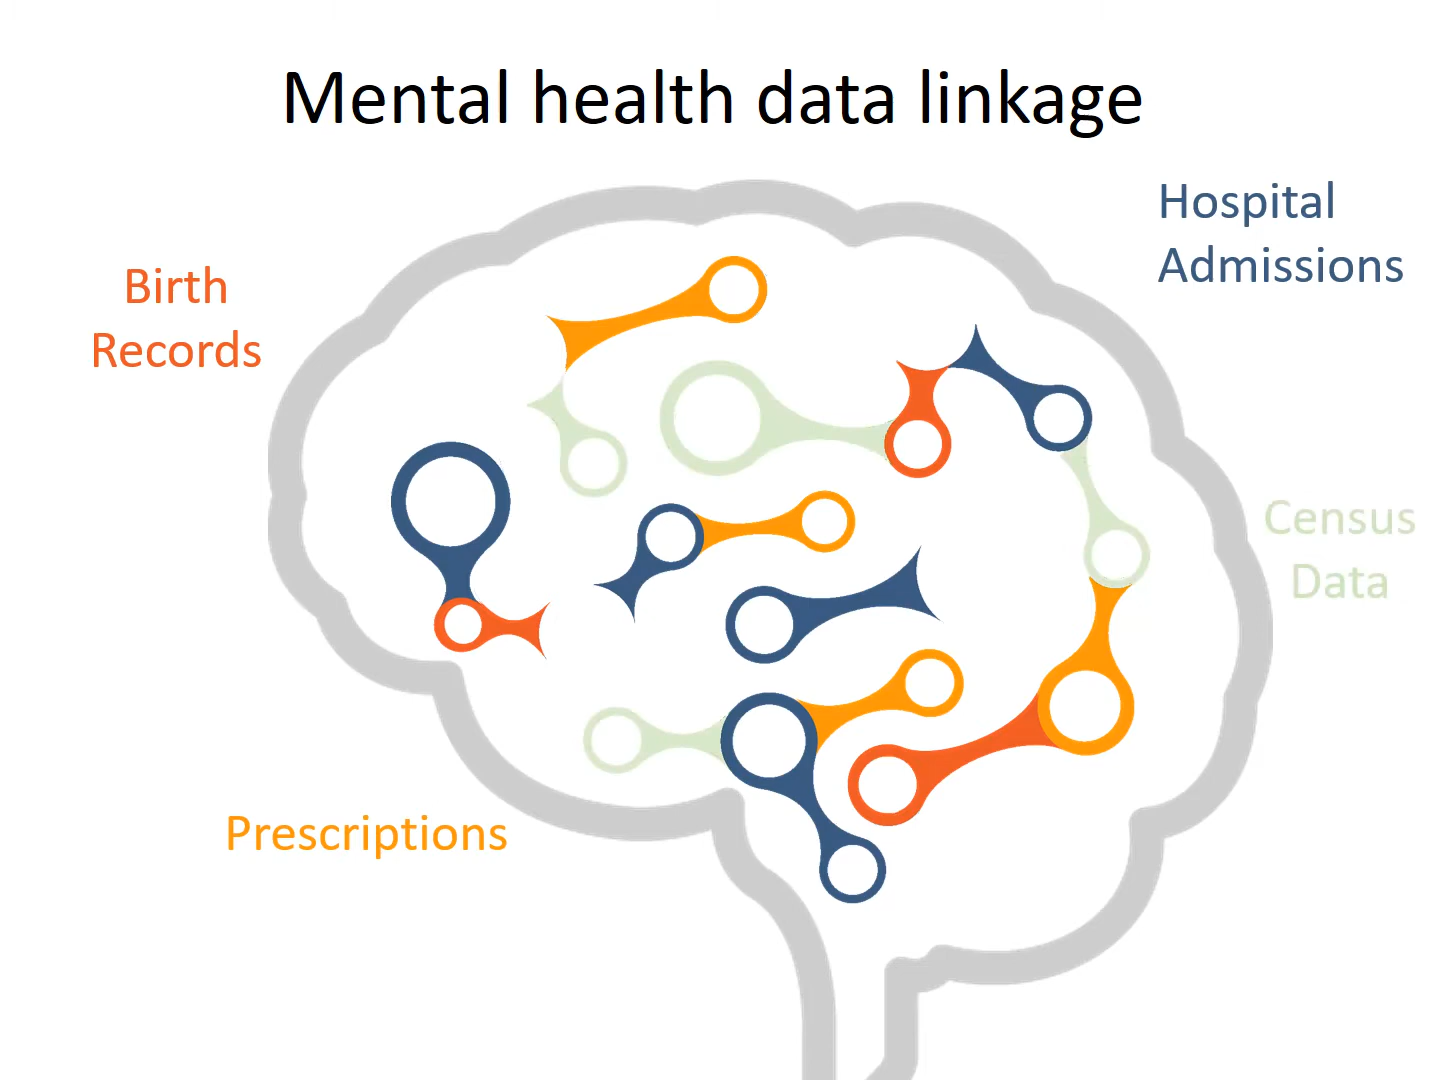 Mental health data linkage
Hospital
Admissions
Birth
Records
Census
Data
Prescriptions